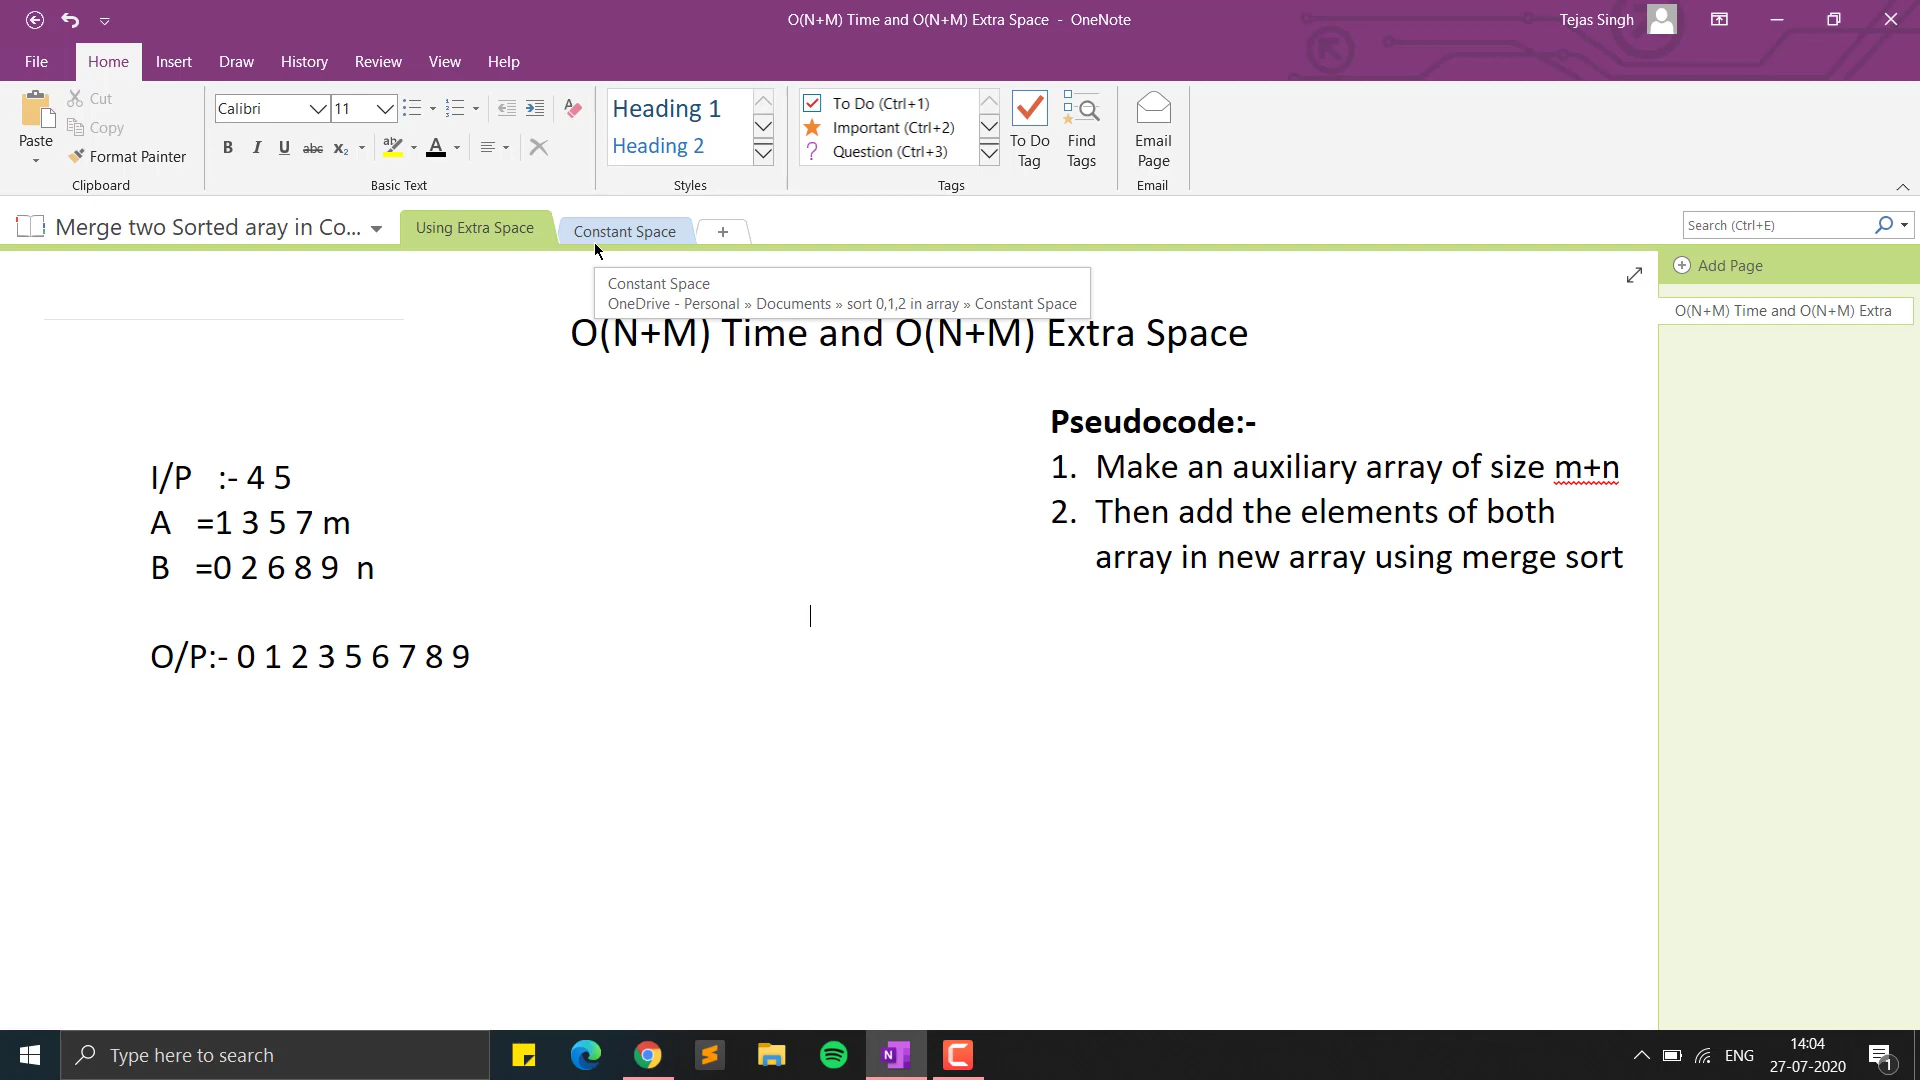 O(N+M) Time and O(N+M) Extra Space - OneNote
Tejas Singh
File Home Insert Draw History Review View Help
Paste
Cut
Copy
Format Painter
Clipboard
Calibri 11
B I U abc X₂ A
Basic Text
Heading 1
Heading 2
Styles
To Do (Ctrl+1)
Important (Ctrl+2)
Question (Ctrl+3)
Tags
To Do
Tag
Find
Tags
Email
Page
Email
Merge two Sorted aray in Co...
Using Extra Space
Constant Space
+
Search (Ctrl+E)
Constant Space
OneDrive - Personal » Documents » sort 0,1,2 in array » Constant Space
Add Page
O(N+M) Time and O(N+M) Extra
O(N+M) Time and O(N+M) Extra Space
I/P :- 4 5
A =1 3 5 7 m
B =0 2 6 8 9 n
O/P:- 0 1 2 3 5 6 7 8 9
Pseudocode:-
1. Make an auxiliary array of size m+n
2. Then add the elements of both
array in new array using merge sort
Type here to search
N
ENG
14:04
27-07-2020
1